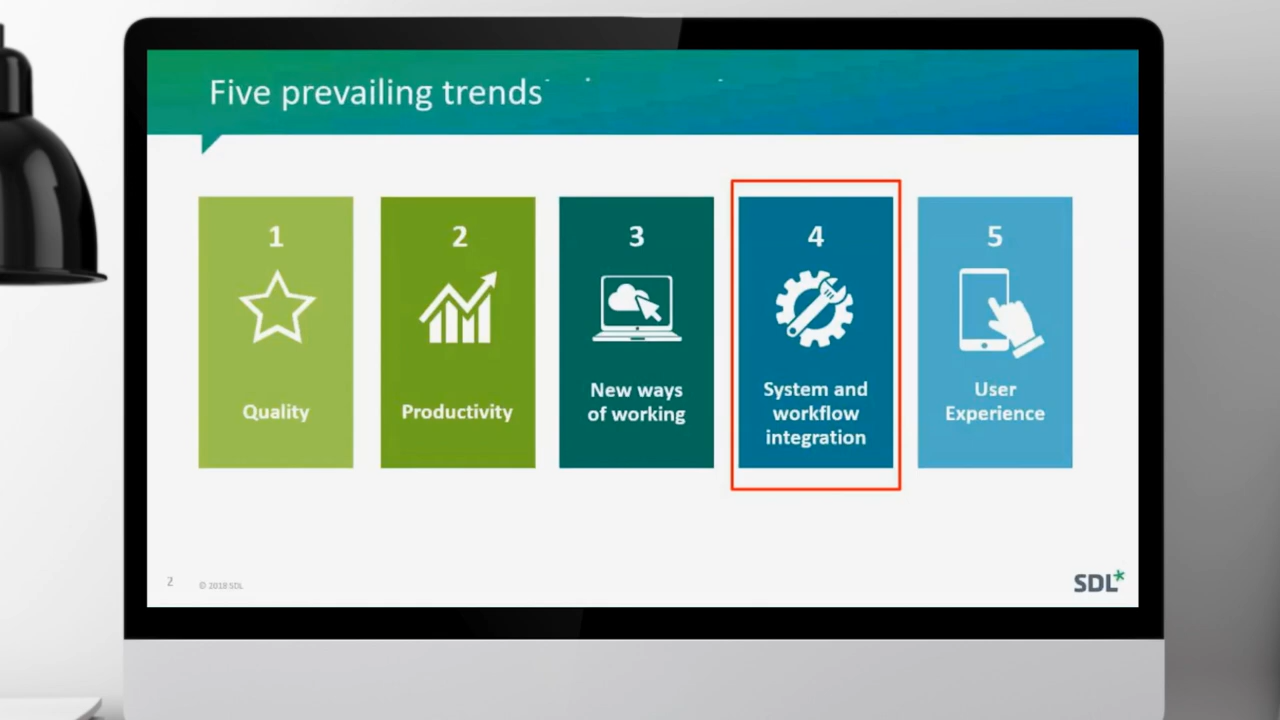 Five prevailing trends
1
Quality
2
Productivity
3
New ways
of working
4
System and
workflow
integration
5
User
Experience
2
© 2018 SDL
SDL*